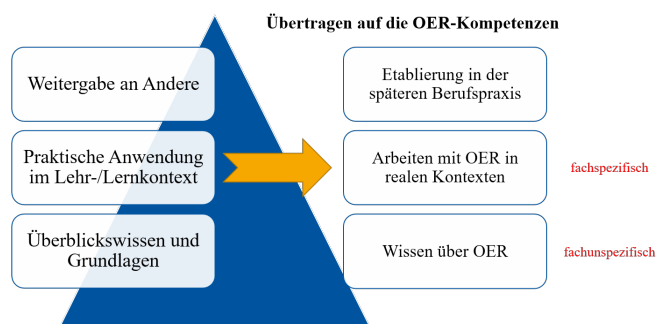 Übertragen auf die OER-Kompetenzen
Weitergabe an Andere
Etablierung in der
späteren Berufspraxis
Praktische Anwendung
im Lehr-/Lernkontext
Arbeiten mit OER in
realen Kontexten
fachspezifisch
Überblickswissen und
Grundlagen
Wissen über OER
fachunspezifisch